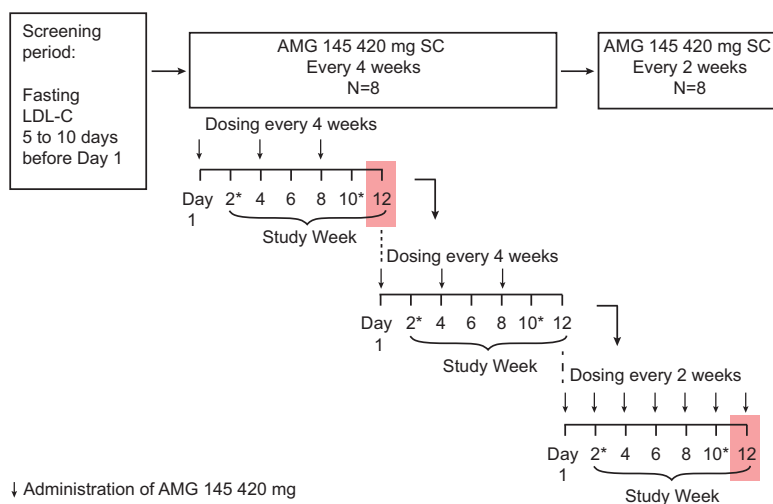 Screening
period:
Fasting
LDL-C
5 to 10 days
before Day 1
AMG 145 420 mg SC
Every 4 weeks
N=8
AMG 145 420 mg SC
Every 2 weeks
N=8
Dosing every 4 weeks
Day 1 2* 4 6 8 10* 12
Study Week
Dosing every 4 weeks
Day 1 2* 4 6 8 10* 12
Study Week
Dosing every 2 weeks
Day 1 2* 4 6 8 10* 12
Study Week
↓ Administration of AMG 145 420 mg